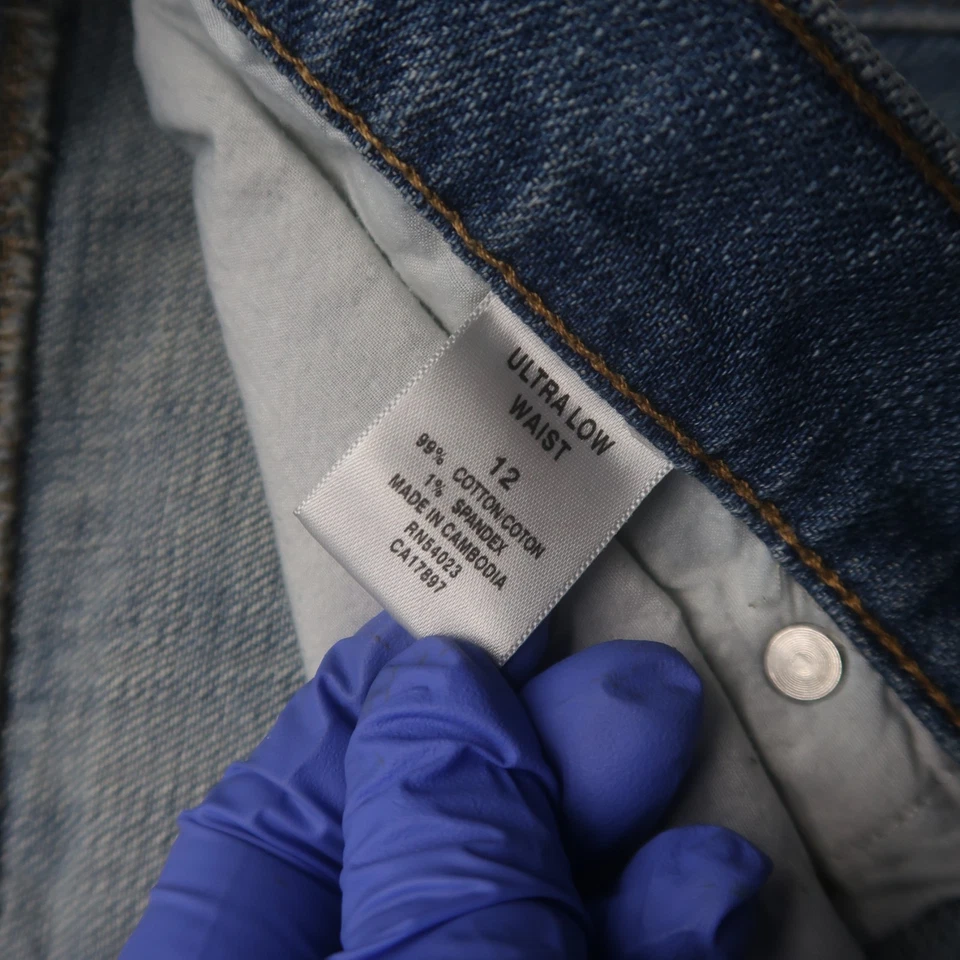 ULTRA LOW
WAIST
12
99% COTTON/COTON
1% SPANDEX
MADE IN CAMBODIA
RN54023
CA17897